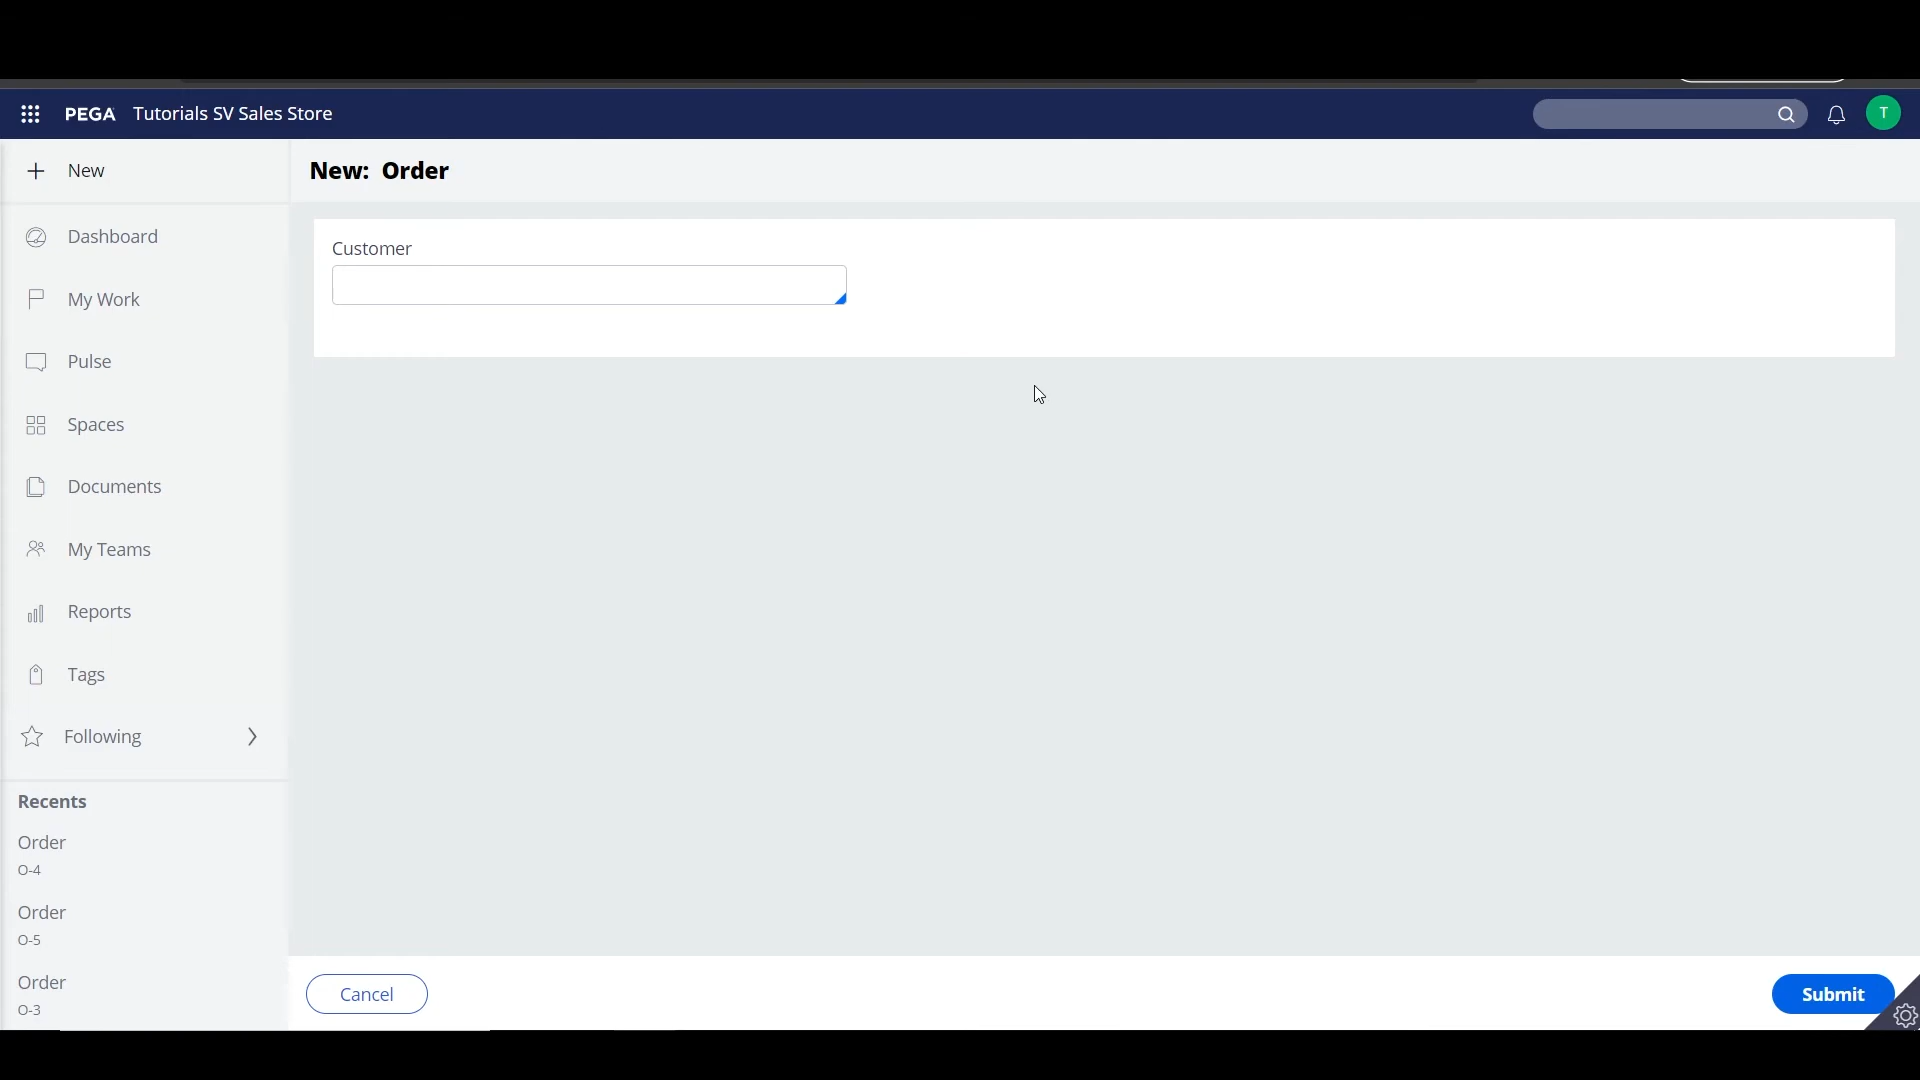 PEGA Tutorials SV Sales Store
T
New
Dashboard
My Work
Pulse
Spaces
Documents
My Teams
Reports
Tags
Following
Recents
Order
O-4
Order
O-5
Order
O-3
New: Order
Customer
Cancel
Submit